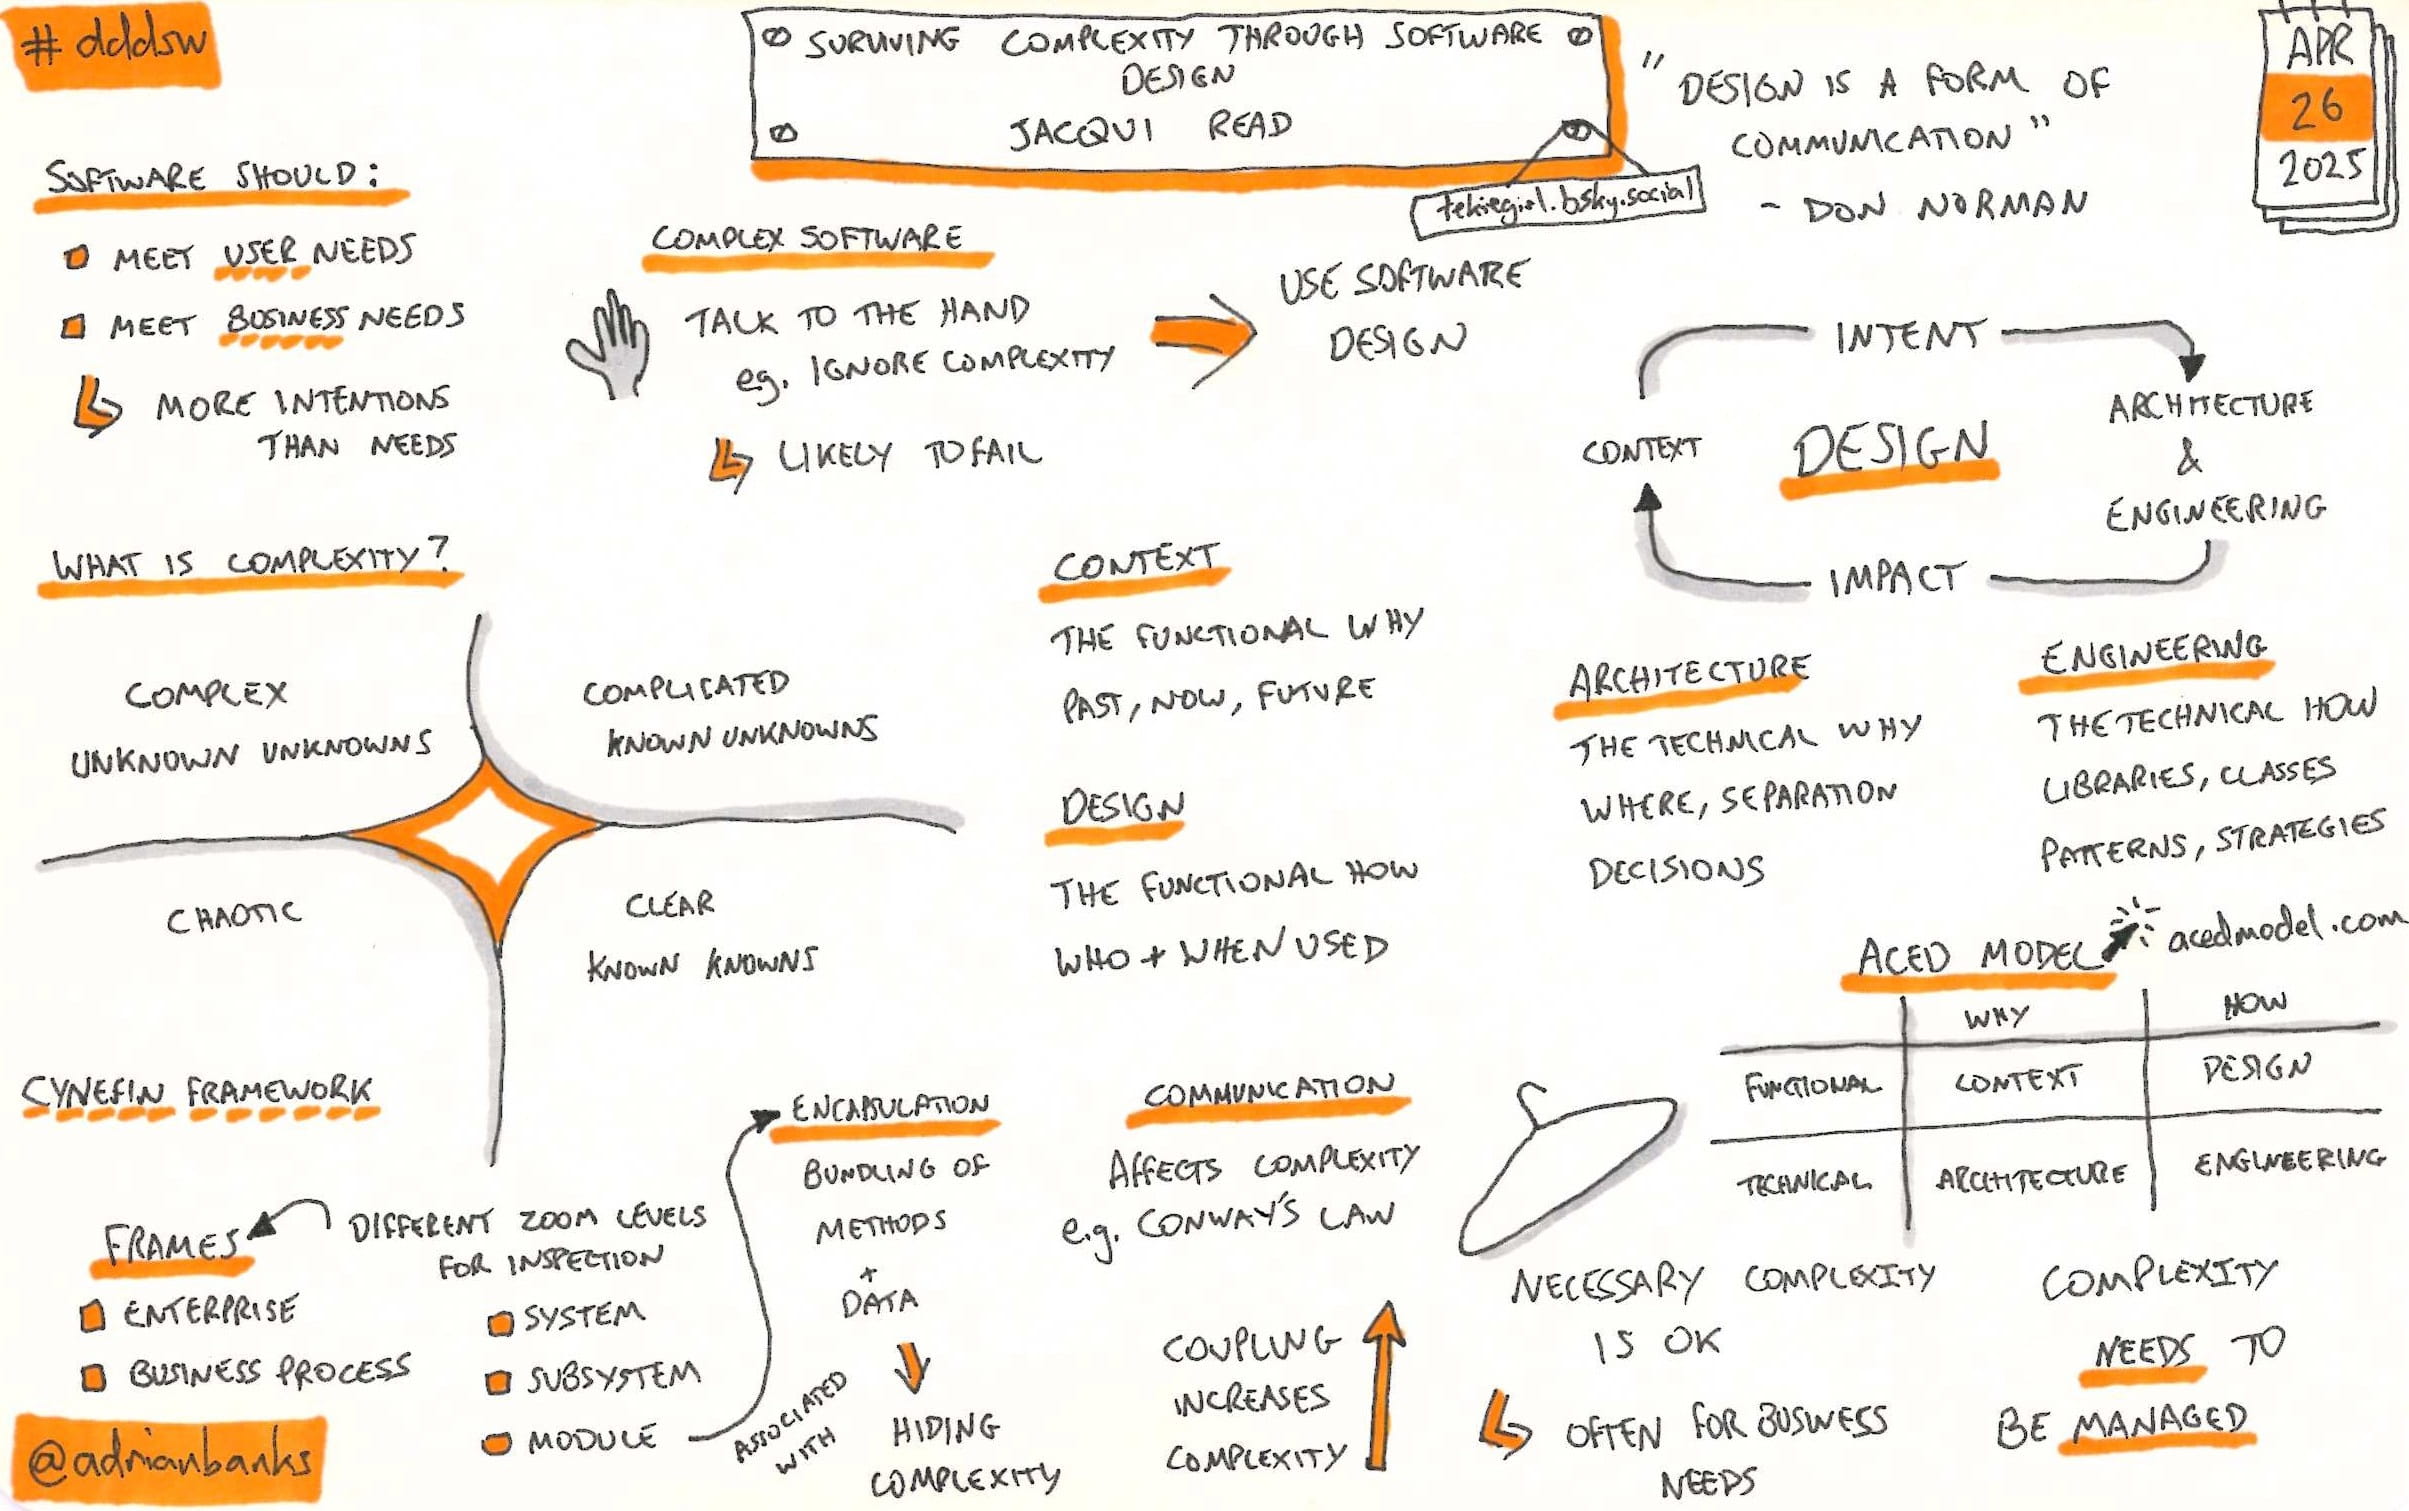 #dddsw
SURVIVING COMPLEXITY THROUGH SOFTWARE
DESIGN
JACQUI READ
tekiegirl.bsky.social
"DESIGN IS A FORM OF
COMMUNICATION"
- DON NORMAN
APR
26
2025
SOFTWARE SHOULD:
MEET USER NEEDS
MEET BUSINESS NEEDS
MORE INTENTIONS
THAN NEEDS
COMPLEX SOFTWARE
TALK TO THE HAND
eg. IGNORE COMPLEXITY
LIKELY TO FAIL
USE SOFTWARE
DESIGN
INTENT
ARCHITECTURE
&
ENGINEERING
IMPACT
CONTEXT
DESIGN
WHAT IS COMPLEXITY?
COMPLEX
UNKNOWN UNKNOWNS
COMPLICATED
KNOWN UNKNOWNS
CHAOTIC
CLEAR
KNOWN KNOWNS
CYNEFIN FRAMEWORK
CONTEXT
THE FUNCTIONAL WHY
PAST, NOW, FUTURE
DESIGN
THE FUNCTIONAL HOW
WHO + WHEN USED
ARCHITECTURE
THE TECHNICAL WHY
WHERE, SEPARATION
DECISIONS
ENGINEERING
THE TECHNICAL HOW
LIBRARIES, CLASSES
PATTERNS, STRATEGIES
ACED MODEL
acedmodel.com
WHY
HOW
FUNCTIONAL
CONTEXT
DESIGN
TECHNICAL
ARCHITECTURE
ENGINEERING
FRAMES
DIFFERENT ZOOM LEVELS
FOR INSPECTION
ENTERPRISE
BUSINESS PROCESS
SYSTEM
SUBSYSTEM
MODULE
ASSOCIATED
WITH
ENCAPSULATION
BUNDLING OF
METHODS
+
DATA
HIDING
COMPLEXITY
COMMUNICATION
AFFECTS COMPLEXITY
e.g. CONWAY'S LAW
COUPLING
INCREASES
COMPLEXITY
NECESSARY COMPLEXITY
IS OK
OFTEN FOR BUSINESS
NEEDS
COMPLEXITY
NEEDS TO
BE MANAGED
@adrianbanks